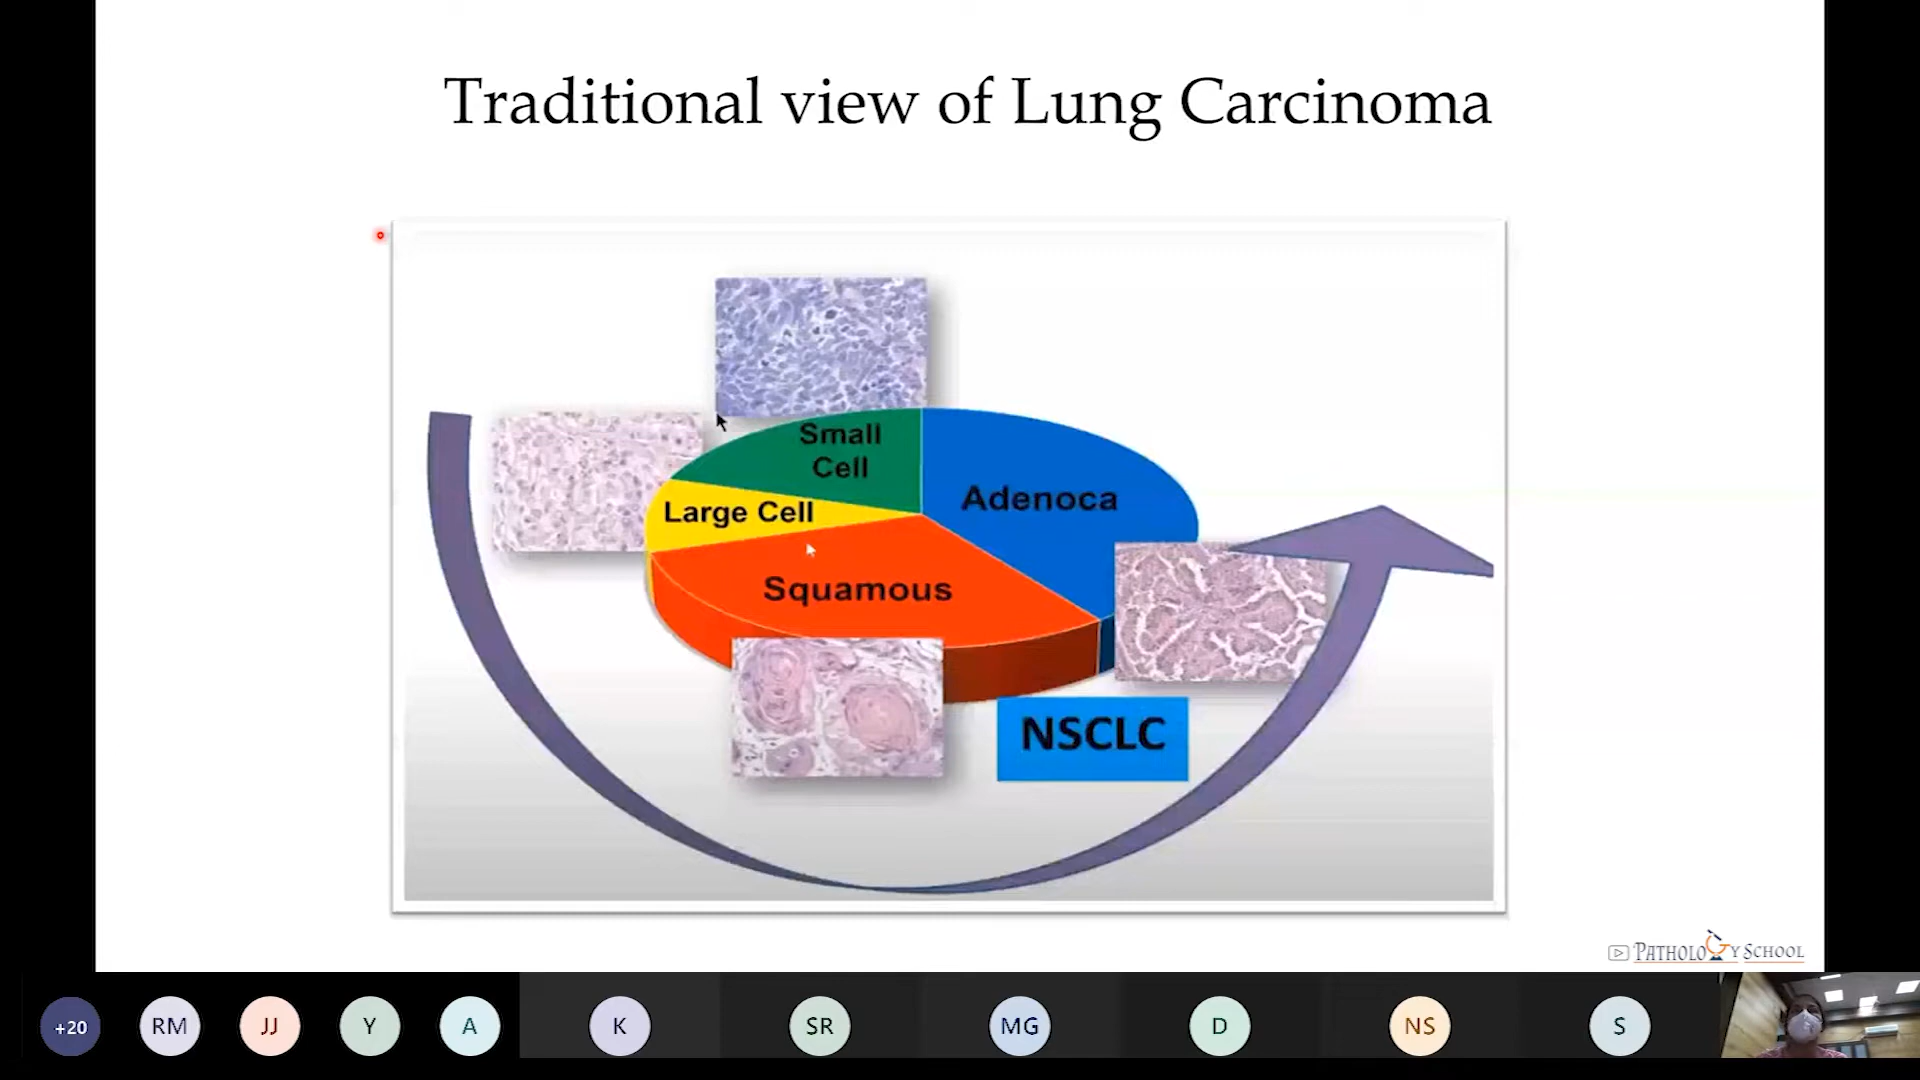 Traditional view of Lung Carcinoma
Small
Cell
Adenoca
Large Cell
Squamous
NSCLC
PATHOLOGY SCHOOL
+20
RM
JJ
Y
A
K
SR
MG
D
NS
S